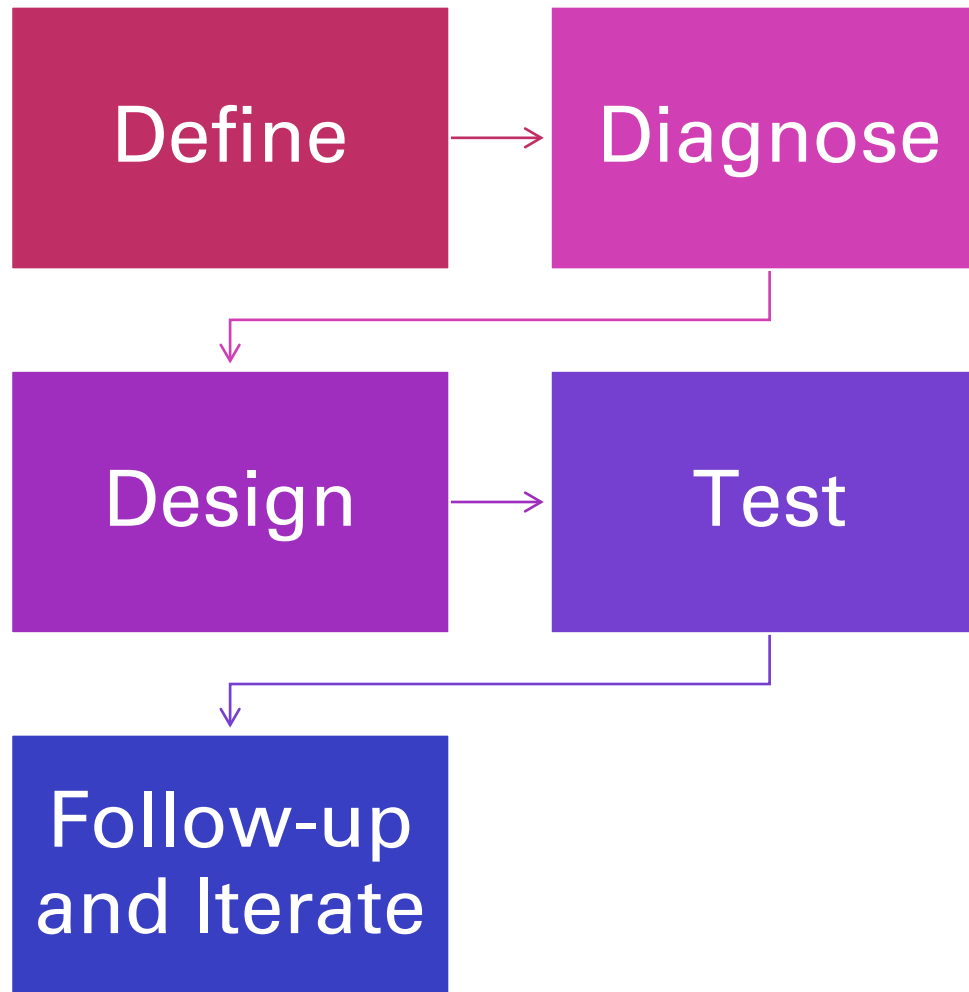 Define
Diagnose
Design
Test
Follow-up
and Iterate